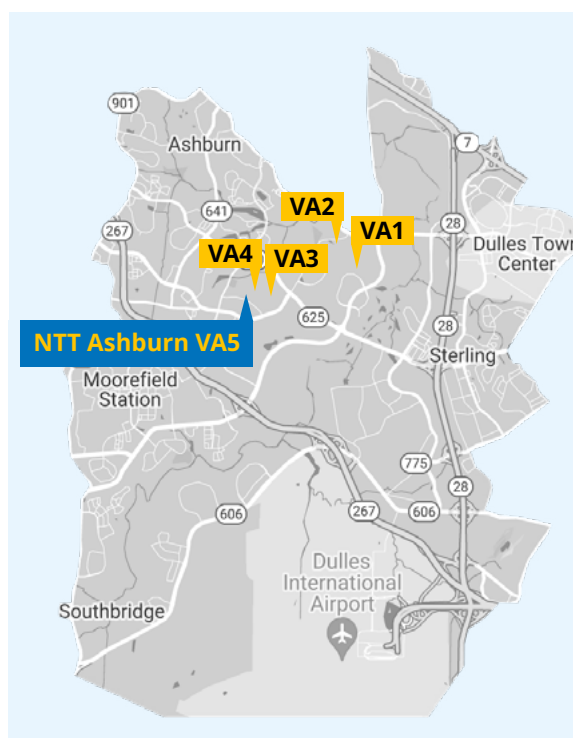 901
Ashburn
7
641
VA2
28
VA1
267
Dulles Town
Center
VA4
VA3
625
28
NTT Ashburn VA5
Sterling
Moorefield
Station
775
28
606
267
606
Dulles
International
Airport
Southbridge